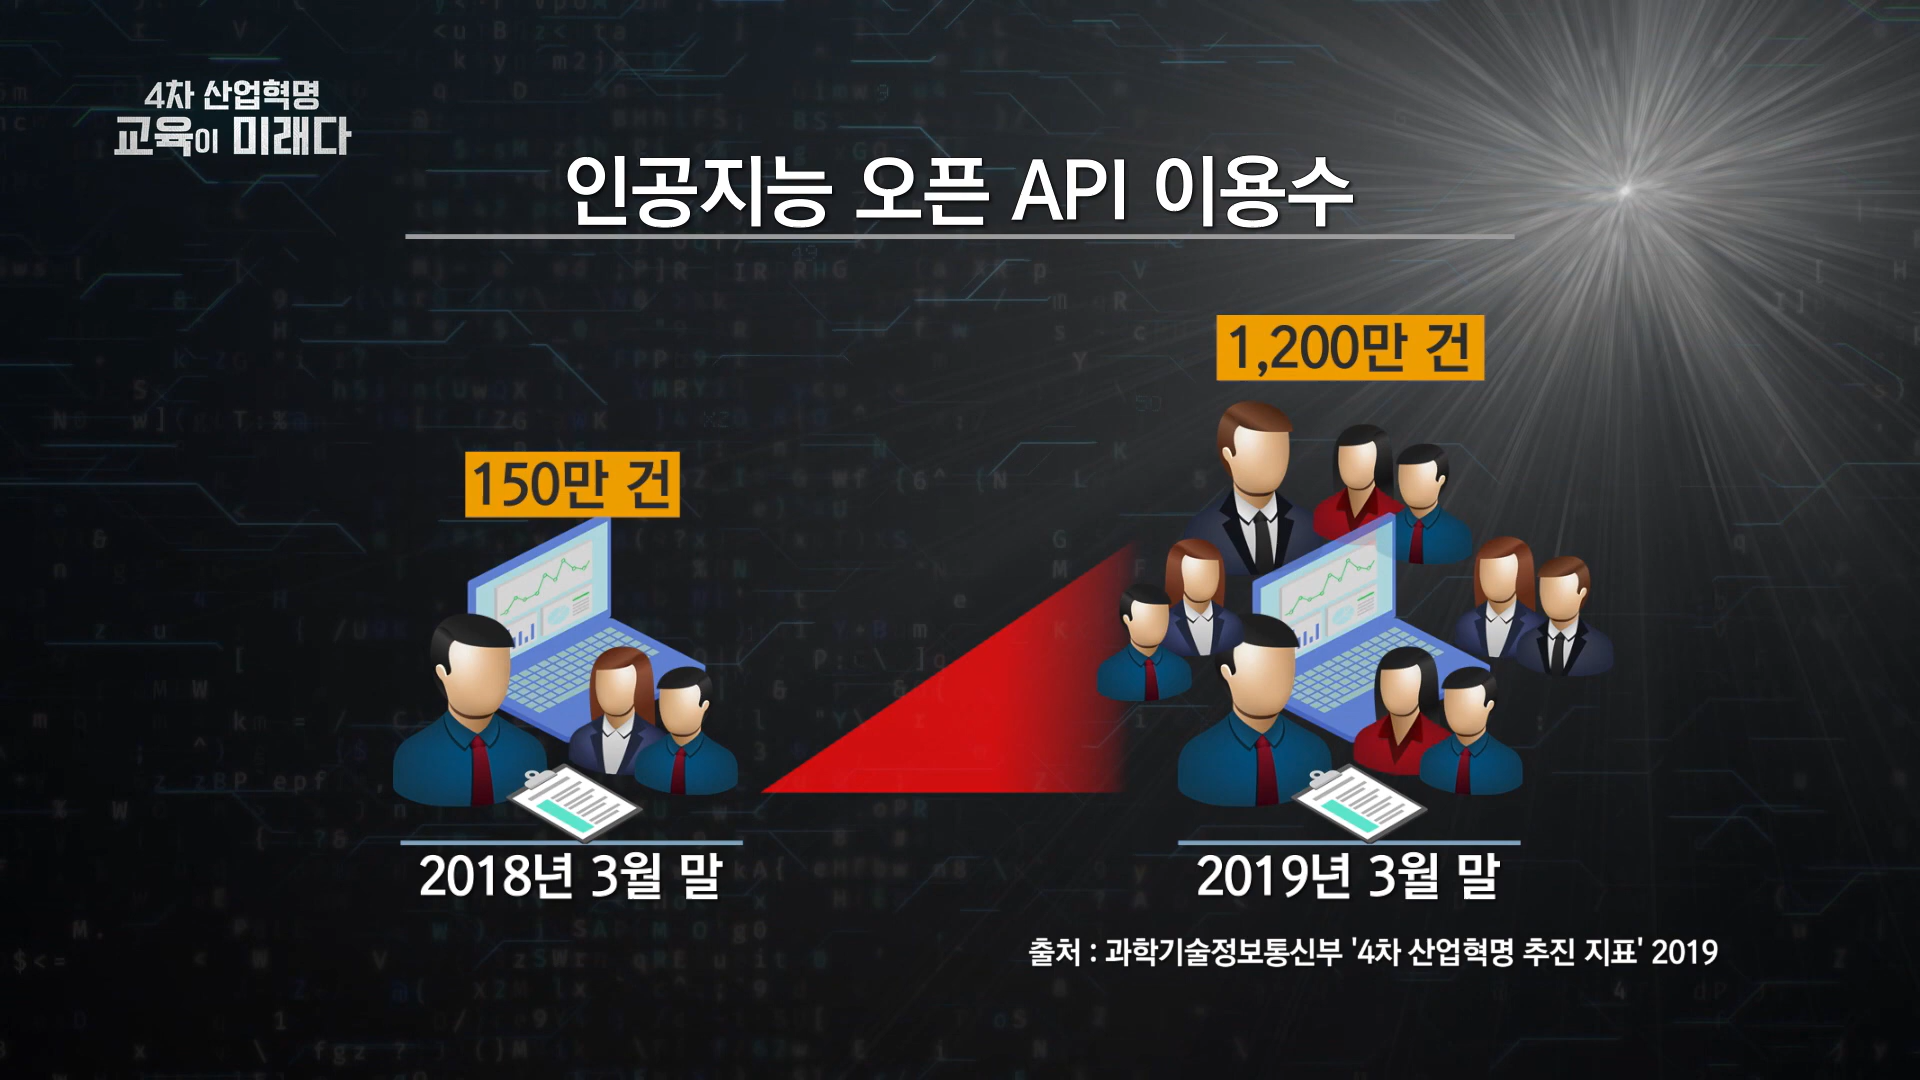 4차 산업혁명
교육이 미래다
인공지능 오픈 API 이용수
1,200만 건
150만 건
2018년 3월 말
2019년 3월 말
출처 : 과학기술정보통신부 '4차 산업혁명 추진 지표' 2019